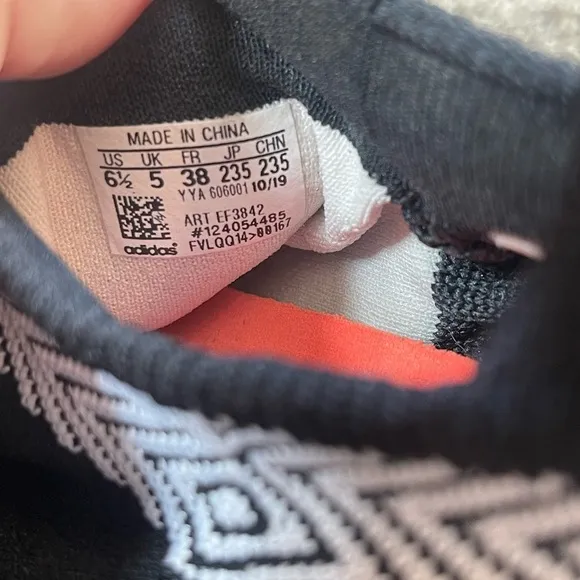 MADE IN CHINA
US UK FR JP CHN
6½ 5 38 235 235
YYA 606001 10/19
ART EF3842
#124054485
FVLQQ14>00167
adidas